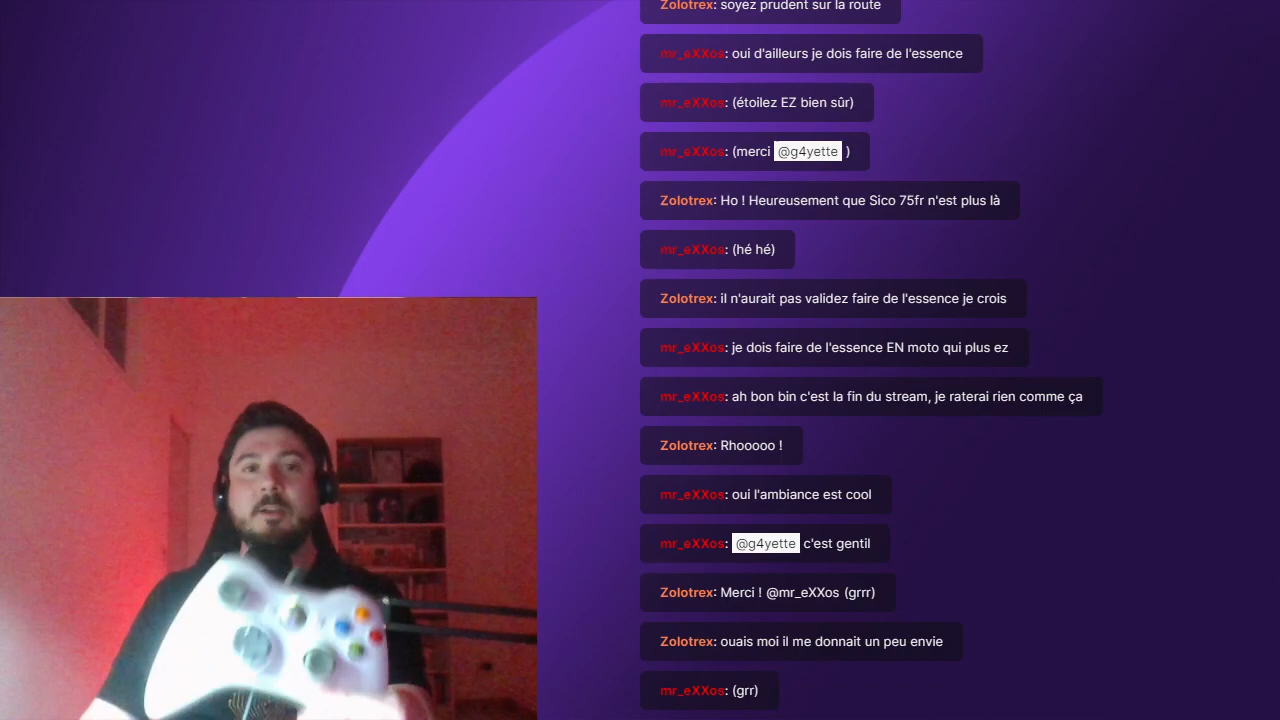 Zolotrex: soyez prudent sur la route
mr_eXXos: oui d'ailleurs je dois faire de l'essence
mr_eXXos: (étoilez EZ bien sûr)
mr_eXXos: (merci @g4yette )
Zolotrex: Ho ! Heureusement que Sico 75fr n'est plus là
mr_eXXos: (hé hé)
Zolotrex: il n'aurait pas validez faire de l'essence je crois
mr_eXXos: je dois faire de l'essence EN moto qui plus ez
mr_eXXos: ah bon bin c'est la fin du stream, je raterai rien comme ça
Zolotrex: Rhooooo !
mr_eXXos: oui l'ambiance est cool
mr_eXXos: @g4yette c'est gentil
Zolotrex: Merci ! @mr_eXXos (grrr)
Zolotrex: ouais moi il me donnait un peu envie
mr_eXXos: (grr)